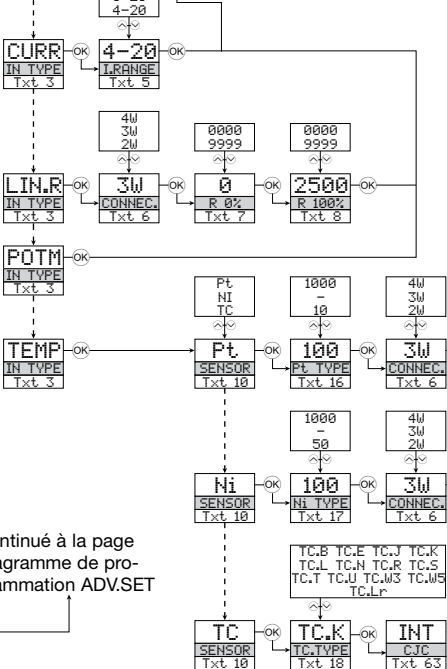 4-20
CURR OK 4-20 OK
IN TYPE I.RANGE
Txt 3 Txt 5
4W 0000 0000
3W 9999 9999
2W
LIN.R OK 3W OK 0 OK 2500 OK
IN TYPE CONNEC. R 0% R 100%
Txt 3 Txt 6 Txt 7 Txt 8
POTM OK
IN TYPE
Txt 3
Pt 1000 4W
NI - 3W
TC 10 2W
TEMP OK Pt OK 100 OK 3W
IN TYPE SENSOR Pt TYPE CONNEC.
Txt 3 Txt 10 Txt 16 Txt 6
1000 4W
- 3W
50 2W
Ni OK 100 OK 3W
SENSOR Ni TYPE CONNEC.
Txt 10 Txt 17 Txt 6
ntinué à la page
agramme de pro-
ammation ADV.SET
TC.B TC.E TC.J TC.K
TC.L TC.N TC.R TC.S
TC.T TC.U TC.W3 TC.W5
TC.Lr
TC OK TC.K OK INT
SENSOR TC.TYPE CJC
Txt 10 Txt 18 Txt 63